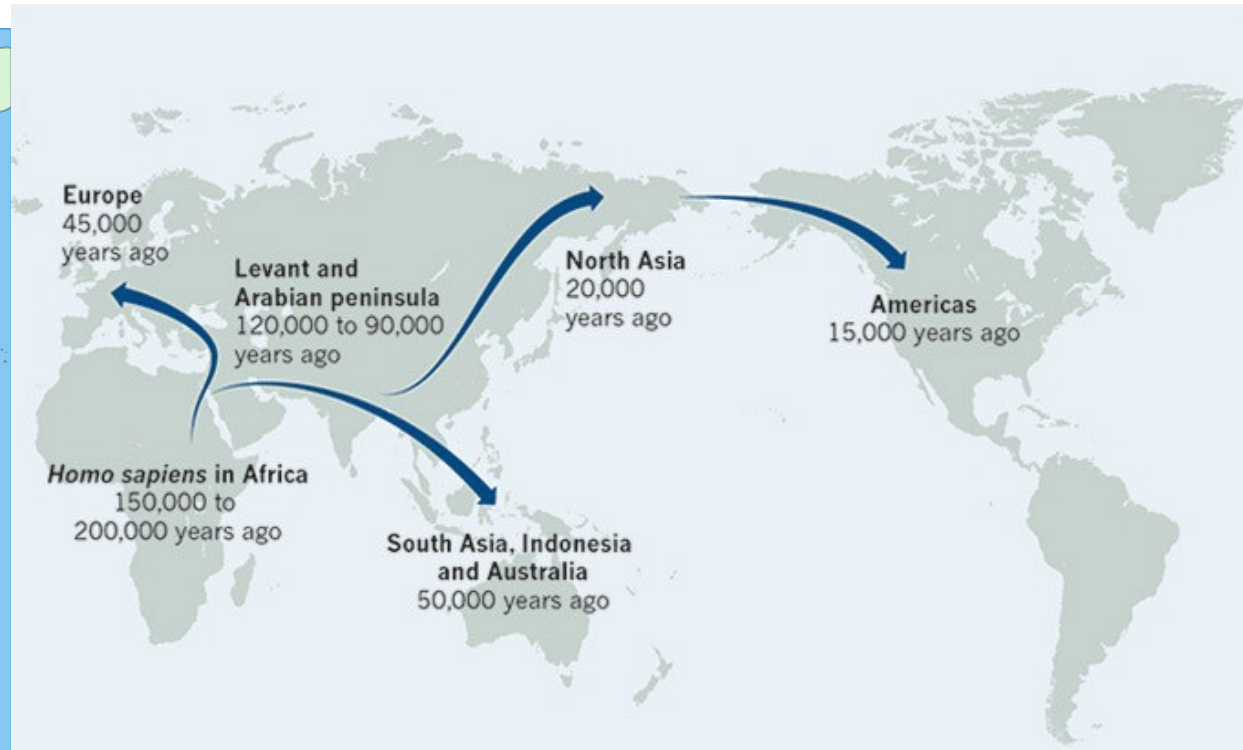 Europe
45,000
years ago
Levant and
Arabian peninsula
120,000 to 90,000
years ago
North Asia
20,000
years ago
Americas
15,000 years ago
Homo sapiens in Africa
150,000 to
200,000 years ago
South Asia, Indonesia
and Australia
50,000 years ago